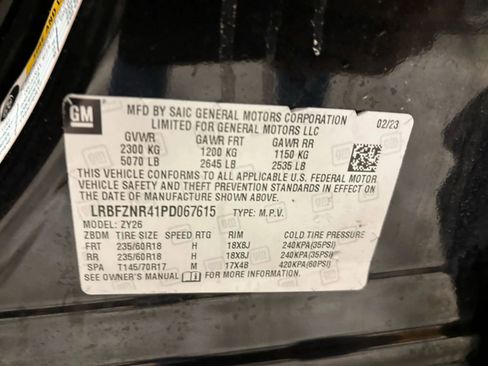 GM
MFD BY SAIC GENERAL MOTORS CORPORATION
LIMITED FOR GENERAL MOTORS LLC
02/23
GVWR GAWR FRT GAWR RR
2300 KG 1200 KG 1150 KG
5070 LB 2645 LB 2535 LB
THIS VEHICLE CONFORMS TO ALL APPLICABLE U.S. FEDERAL MOTOR
VEHICLE SAFETY, BUMPER, AND THEFT PREVENTION STANDARDS IN
EFFECT ON THE DATE OF MANUFACTURE SHOWN ABOVE.
LRBFZNR41PD067615 TYPE: M.P.V.
MODEL: ZY26
ZBDM TIRE SIZE SPEED RTG RIM COLD TIRE PRESSURE
FRT 235/60R18 H 18X8J 240KPA(35PSI)
RR 235/60R18 H 18X8J 240KPA(35PSI)
SPA T145/70R17 M 17X4B 420KPA(60PSI)
SEE OWNER'S MANUAL FOR MORE INFORMATION